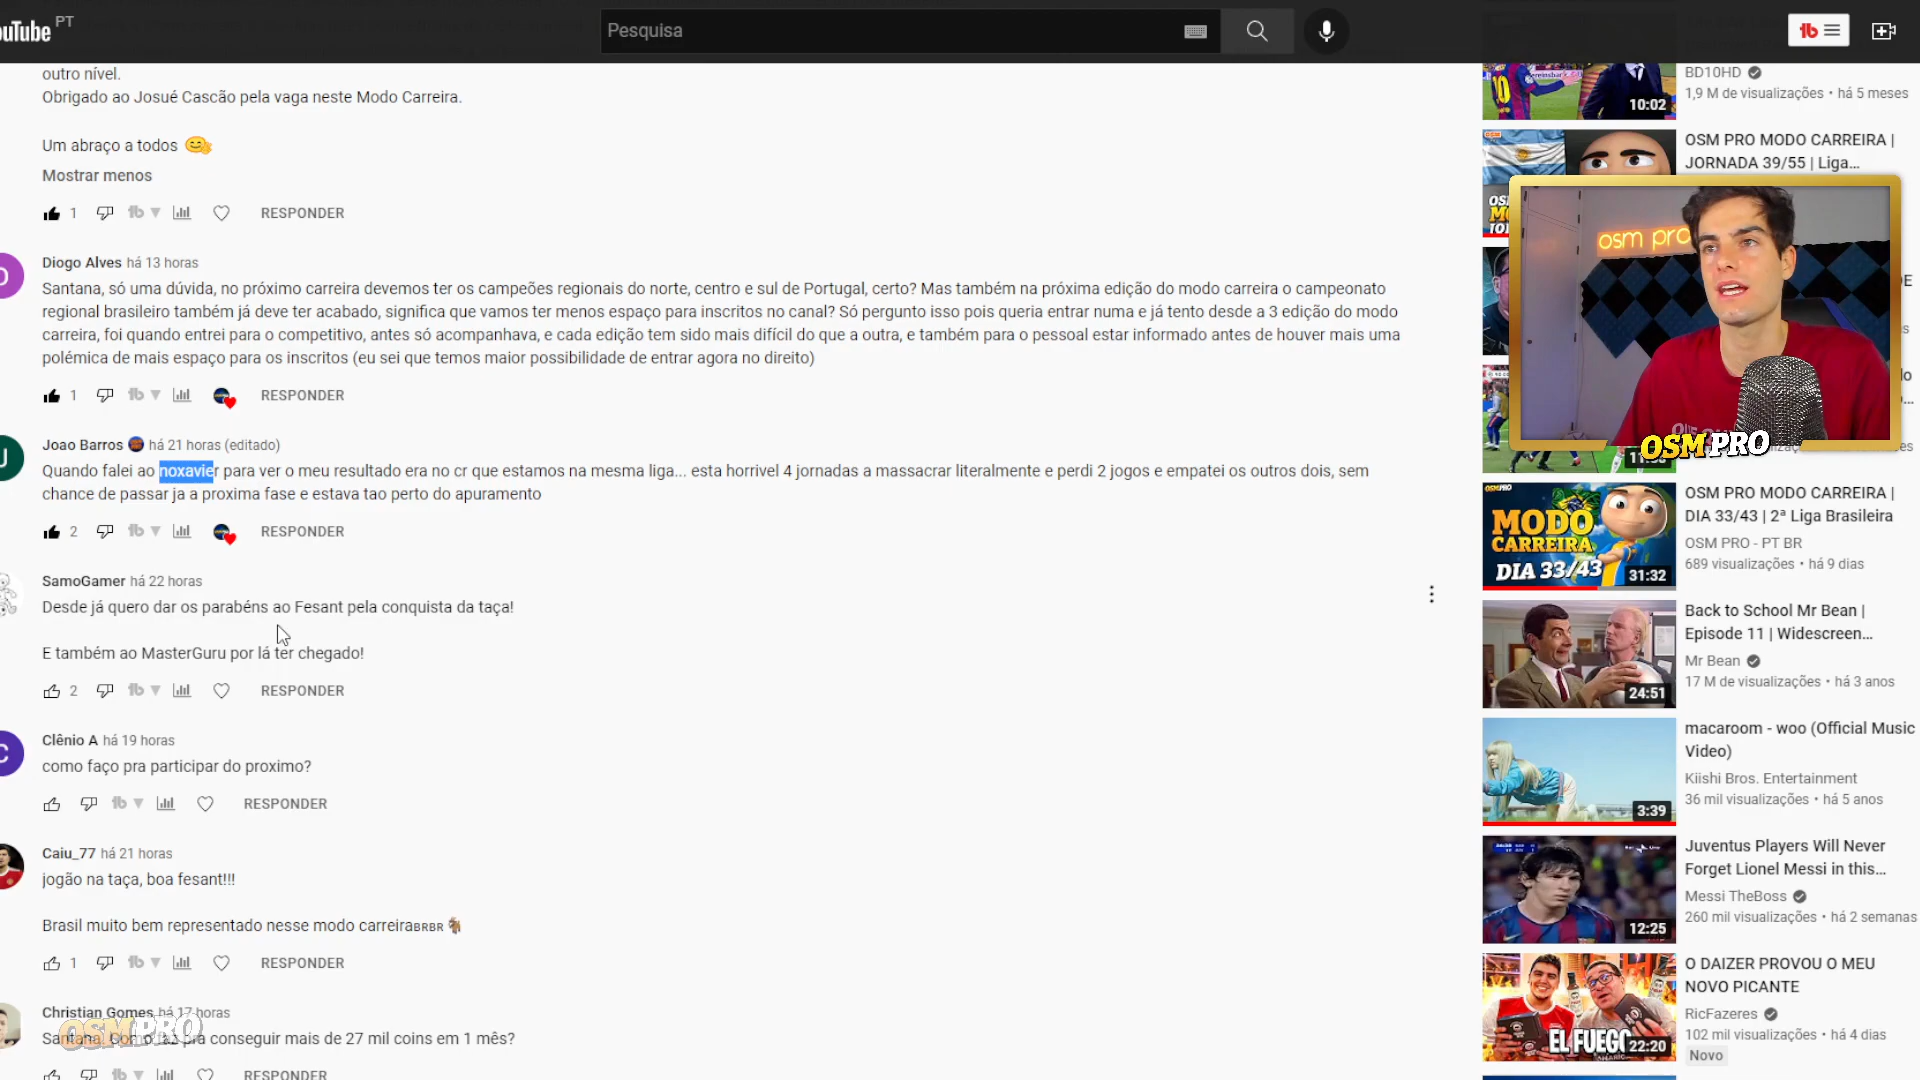 ouTube PT
Pesquisa
outro nível.
Obrigado ao Josué Cascão pela vaga neste Modo Carreira.
Um abraço a todos
Mostrar menos
1 RESPONDER
Diogo Alves há 13 horas
Santana, só uma dúvida, no próximo carreira devemos ter os campeões regionais do norte, centro e sul de Portugal, certo? Mas também na próxima edição do modo carreira o campeonato
regional brasileiro também já deve ter acabado, significa que vamos ter menos espaço para inscritos no canal? Só pergunto isso pois queria entrar numa e já tento desde a 3 edição do modo
carreira, foi quando entrei para o competitivo, antes só acompanhava, e cada edição tem sido mais difícil do que a outra, e também para o pessoal estar informado antes de houver mais uma
polémica de mais espaço para os inscritos (eu sei que temos maior possibilidade de entrar agora no direito)
1 RESPONDER
Joao Barros há 21 horas (editado)
Quando falei ao noxavier para ver o meu resultado era no cr que estamos na mesma liga... esta horrivel 4 jornadas a massacrar literalmente e perdi 2 jogos e empatei os outros dois, sem
chance de passar ja a proxima fase e estava tao perto do apuramento
2 RESPONDER
SamoGamer há 22 horas
Desde já quero dar os parabéns ao Fesant pela conquista da taça!
E também ao MasterGuru por lá ter chegado!
2 RESPONDER
Clênio A há 19 horas
como faço pra participar do proximo?
RESPONDER
Caiu_77 há 21 horas
jogão na taça, boa fesant!!!
Brasil muito bem representado nesse modo carreiraBRBR
1 RESPONDER
Christian Gomes há 17 horas
Santana, conseguir mais de 27 mil coins em 1 mês?
OSM PRO
RESPONDER
BD10HD
1,9 M de visualizações • há 5 meses
10:02
OSM PRO MODO CARREIRA |
JORNADA 39/55 | Liga...
osm pro
OSM PRO
OSM PRO MODO CARREIRA |
DIA 33/43 | 2ª Liga Brasileira
OSM PRO - PT BR
689 visualizações • há 9 dias
MODO
CARREIRA
DIA 33/43
31:32
Back to School Mr Bean |
Episode 11 | Widescreen...
Mr Bean
17 M de visualizações • há 3 anos
24:51
macaroom - woo (Official Music
Video)
Kiishi Bros. Entertainment
36 mil visualizações • há 5 anos
3:39
Juventus Players Will Never
Forget Lionel Messi in this...
Messi TheBoss
260 mil visualizações • há 2 semanas
12:25
O DAIZER PROVOU O MEU
NOVO PICANTE
RicFazeres
102 mil visualizações • há 4 dias
Novo
EL FUEGO
22:20